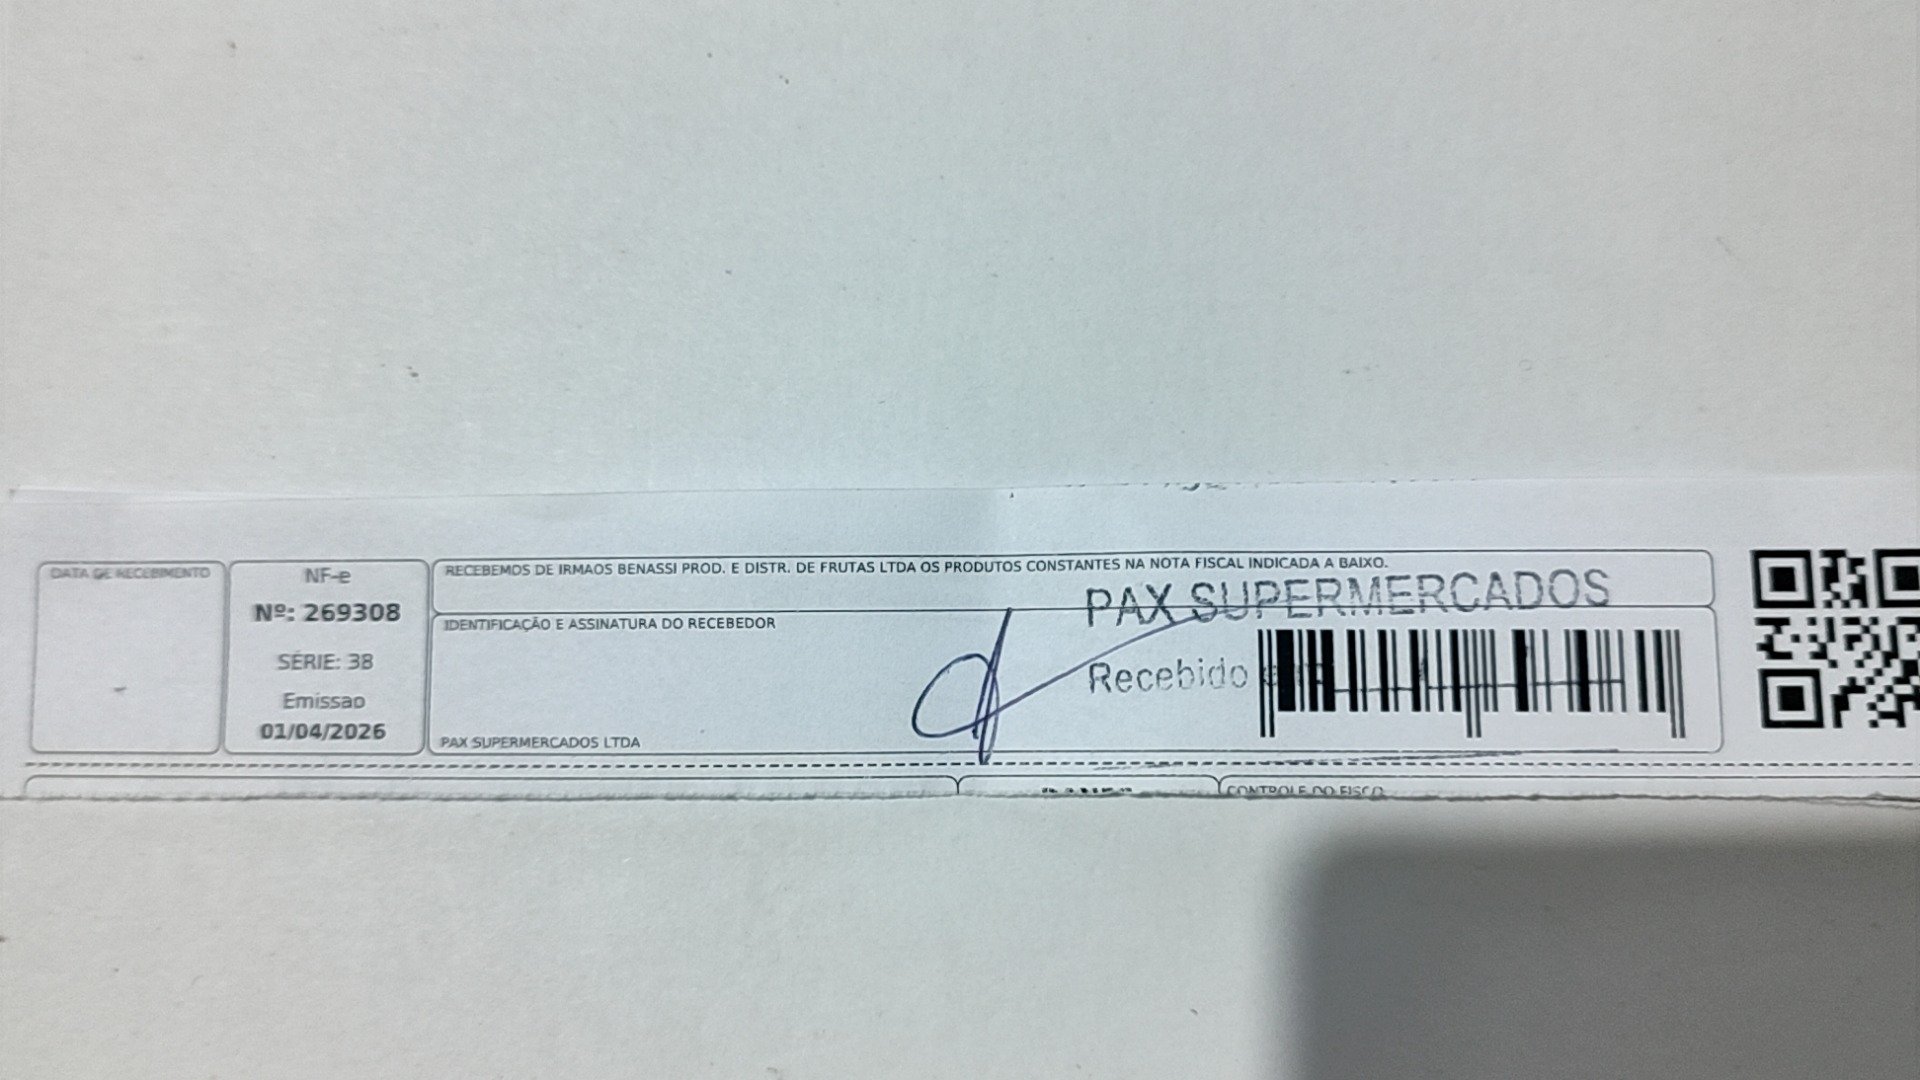 DATA DE RECEBIMENTO
NF-e
Nº: 269308
SÉRIE: 38
Emissao
01/04/2026
RECEBEMOS DE IRMAOS BENASSI PROD. E DISTR. DE FRUTAS LTDA OS PRODUTOS CONSTANTES NA NOTA FISCAL INDICADA A BAIXO.
IDENTIFICAÇÃO E ASSINATURA DO RECEBEDOR
PAX SUPERMERCADOS LTDA
PAX SUPERMERCADOS
Recebido
CONTROLE DO FISCO